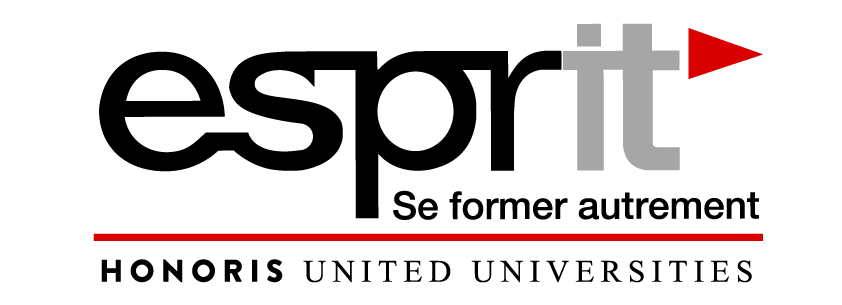 esprit
Se former autrement
HONORIS UNITED UNIVERSITIES